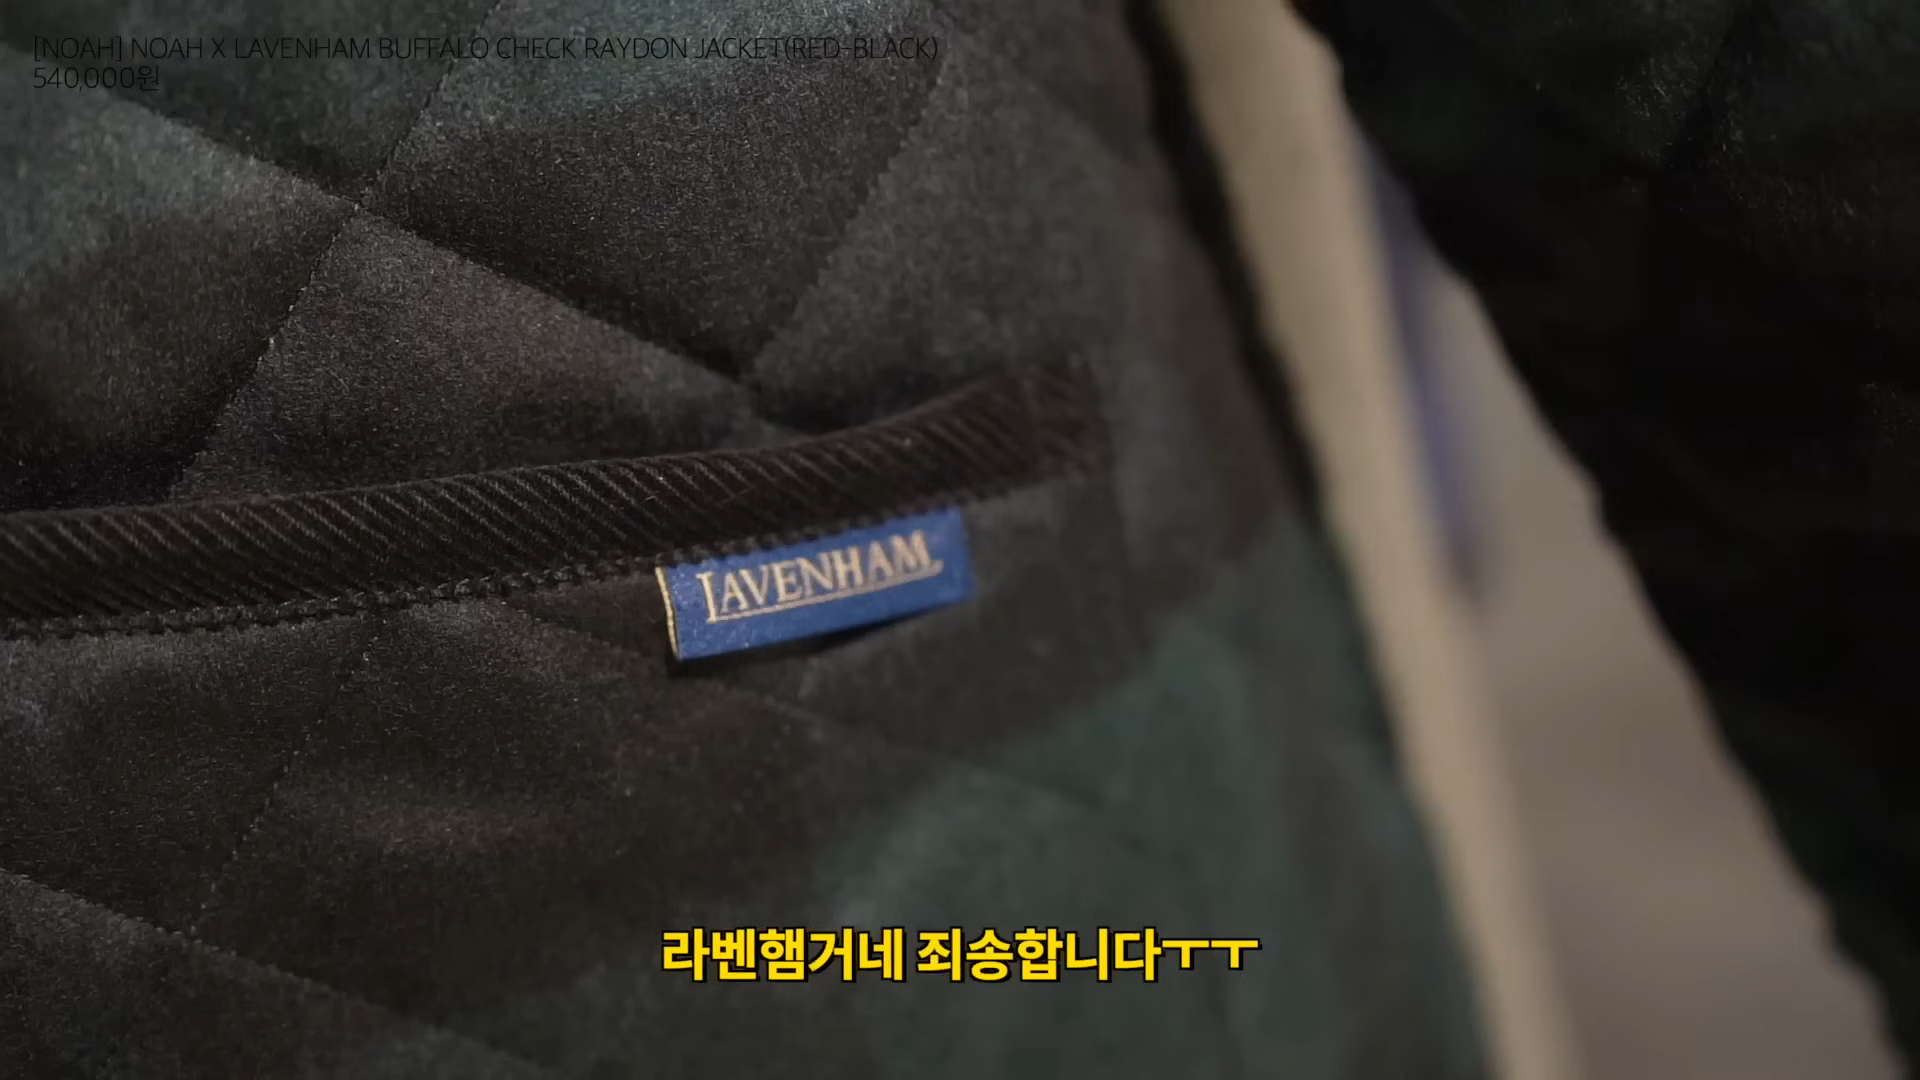 [NOAH] NOAH X LAVENHAM BUFFALO CHECK RAYDON JACKET(RED-BLACK)
540,000원
LAVENHAM
라벤햄거네 죄송합니다ㅜㅜ